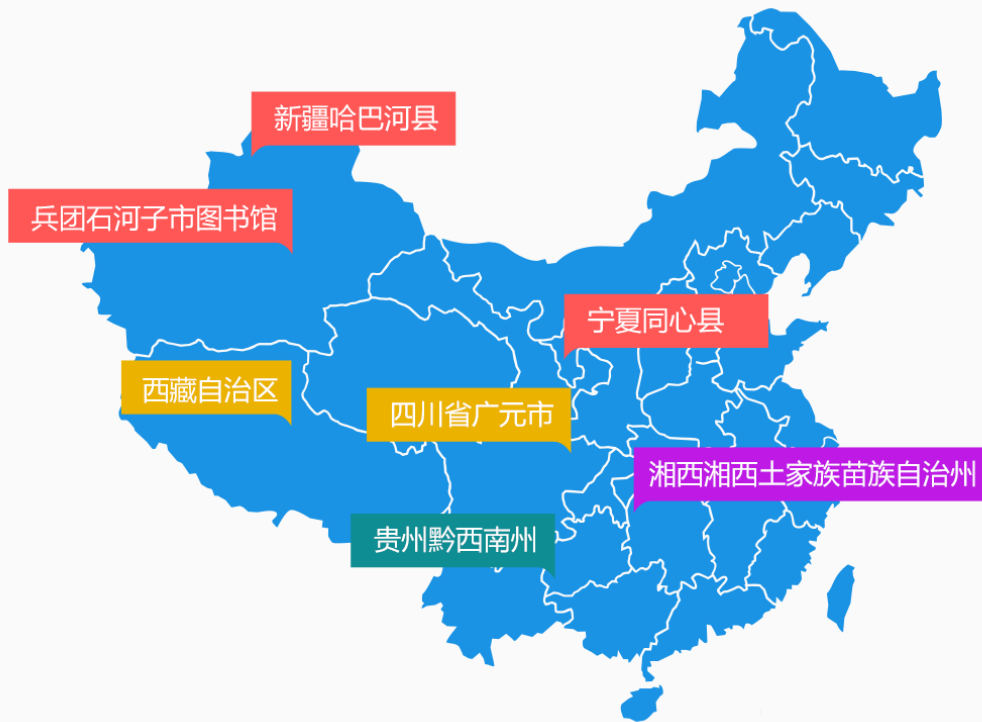 新疆哈巴河县
兵团石河子市图书馆
宁夏同心县
西藏自治区
四川省广元市
湘西湘西土家族苗族自治州
贵州黔西南州